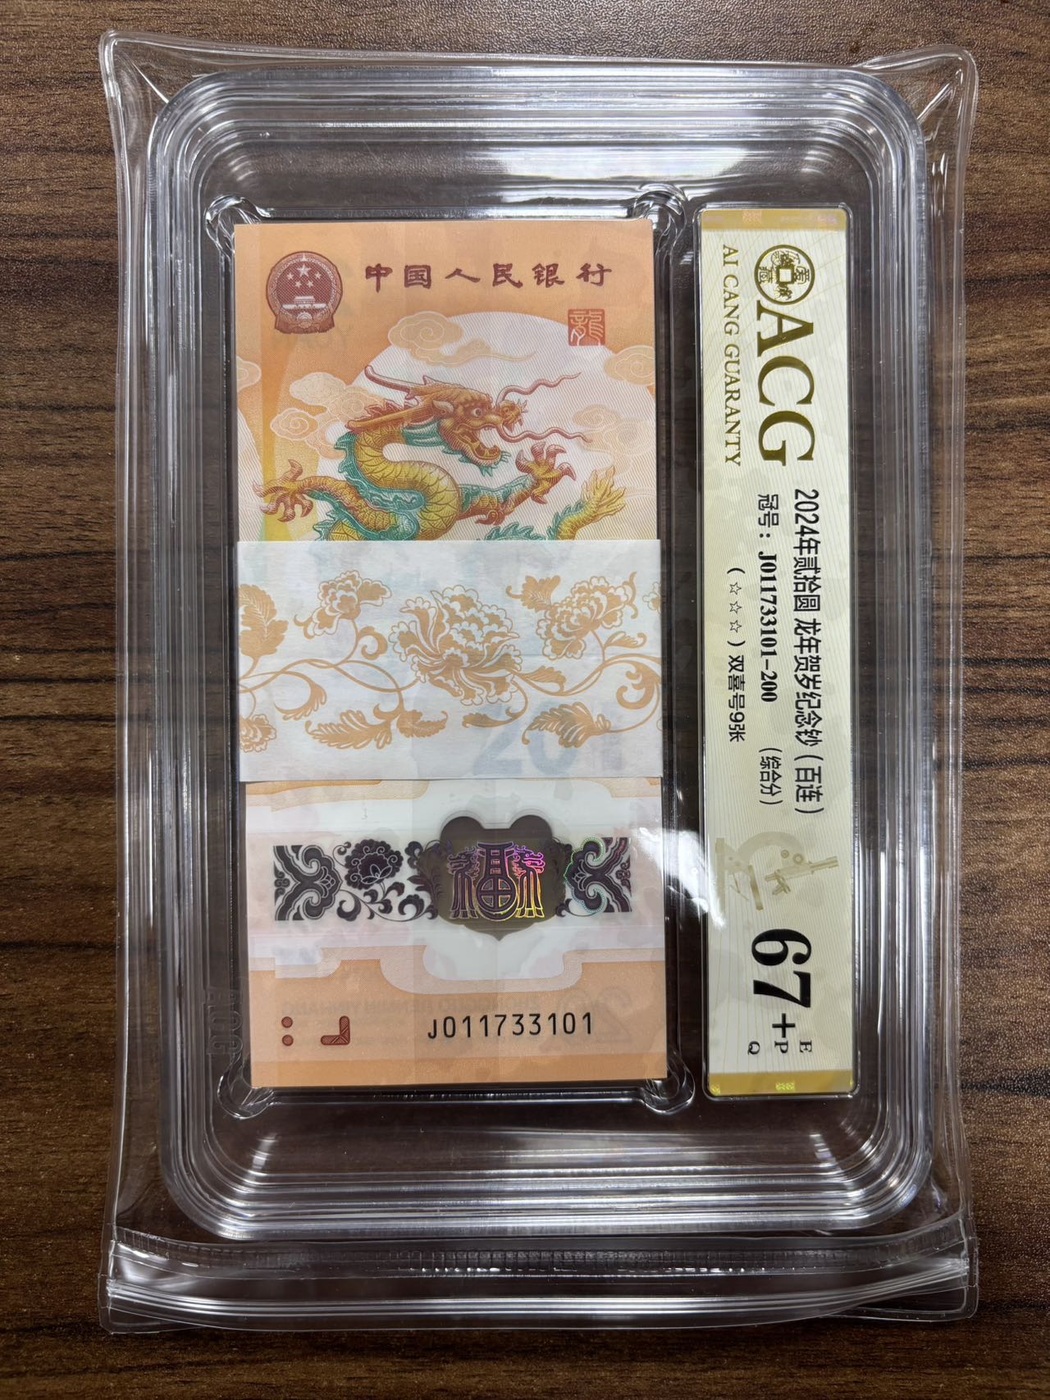 中国人民银行
龍
福
J011733101
ACG
AI CANG GUARANTY
2024年贰拾圆 龙年贺岁纪念钞（百连）
冠号：J011733101-200 （综合分）
（☆☆☆）双喜号9张
67+
E
P
Q